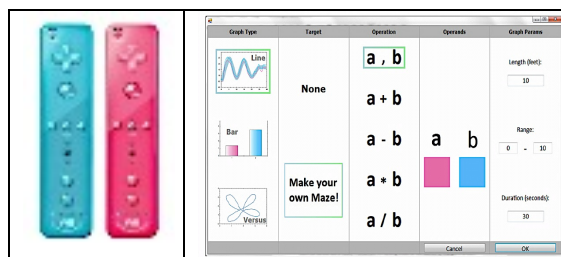 Graph Type Target Operation Operands Graph Params
Line
Bar
Versus
None
Make your
own Maze!
a , b
a + b
a - b
a * b
a / b
a b
Length (feet):
10
Range:
0 - 10
Duration (seconds):
30
Cancel OK